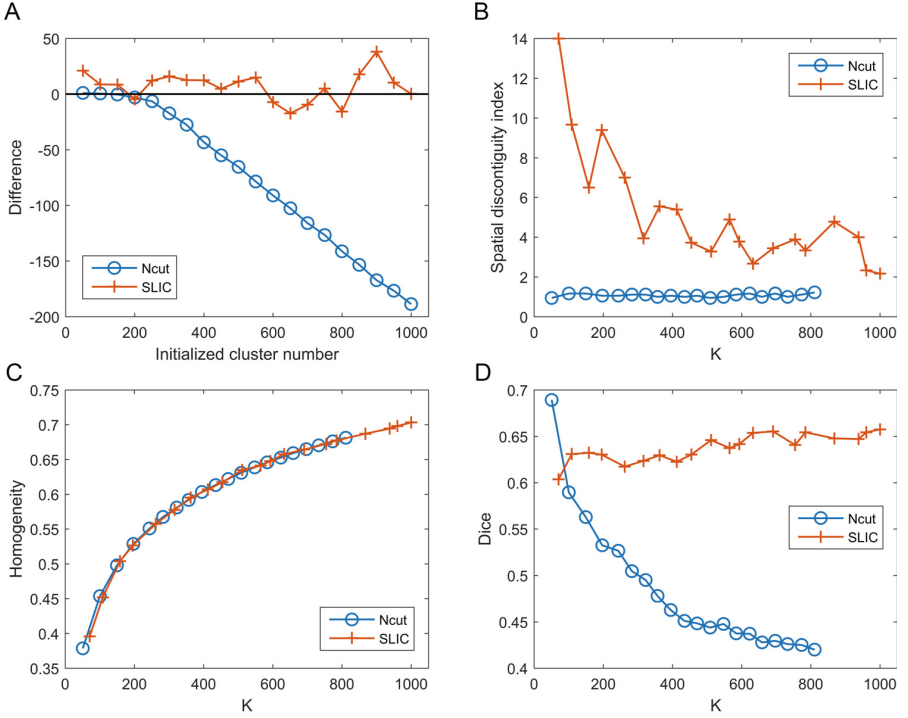 A
50
0
-50
-100
-150
-200
Difference
0 200 400 600 800 1000
Initialized cluster number
Ncut
SLIC
B
14
12
10
8
6
4
2
0
Spatial discontiguity index
0 200 400 600 800 1000
K
Ncut
SLIC
C
0.75
0.7
0.65
0.6
0.55
0.5
0.45
0.4
0.35
Homogeneity
0 200 400 600 800 1000
K
Ncut
SLIC
D
0.7
0.65
0.6
0.55
0.5
0.45
0.4
Dice
0 200 400 600 800 1000
K
Ncut
SLIC